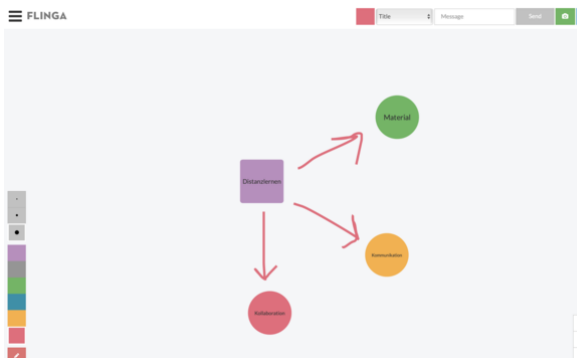 FLINGA
Title
Message
Send
Material
Distanzlernen
Kommunikation
Kollaboration